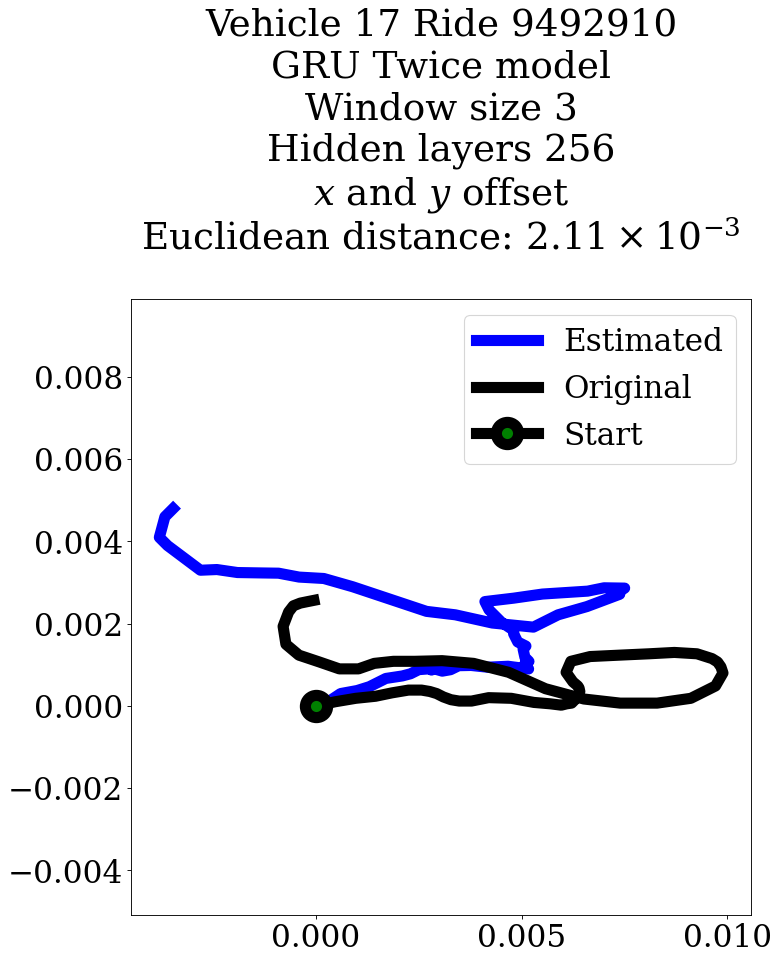 Vehicle 17 Ride 9492910
GRU Twice model
Window size 3
Hidden layers 256
x and y offset
Euclidean distance: 2.11 × 10⁻³
Estimated
Original
Start
0.008
0.006
0.004
0.002
0.000
−0.002
−0.004
0.000 0.005 0.010